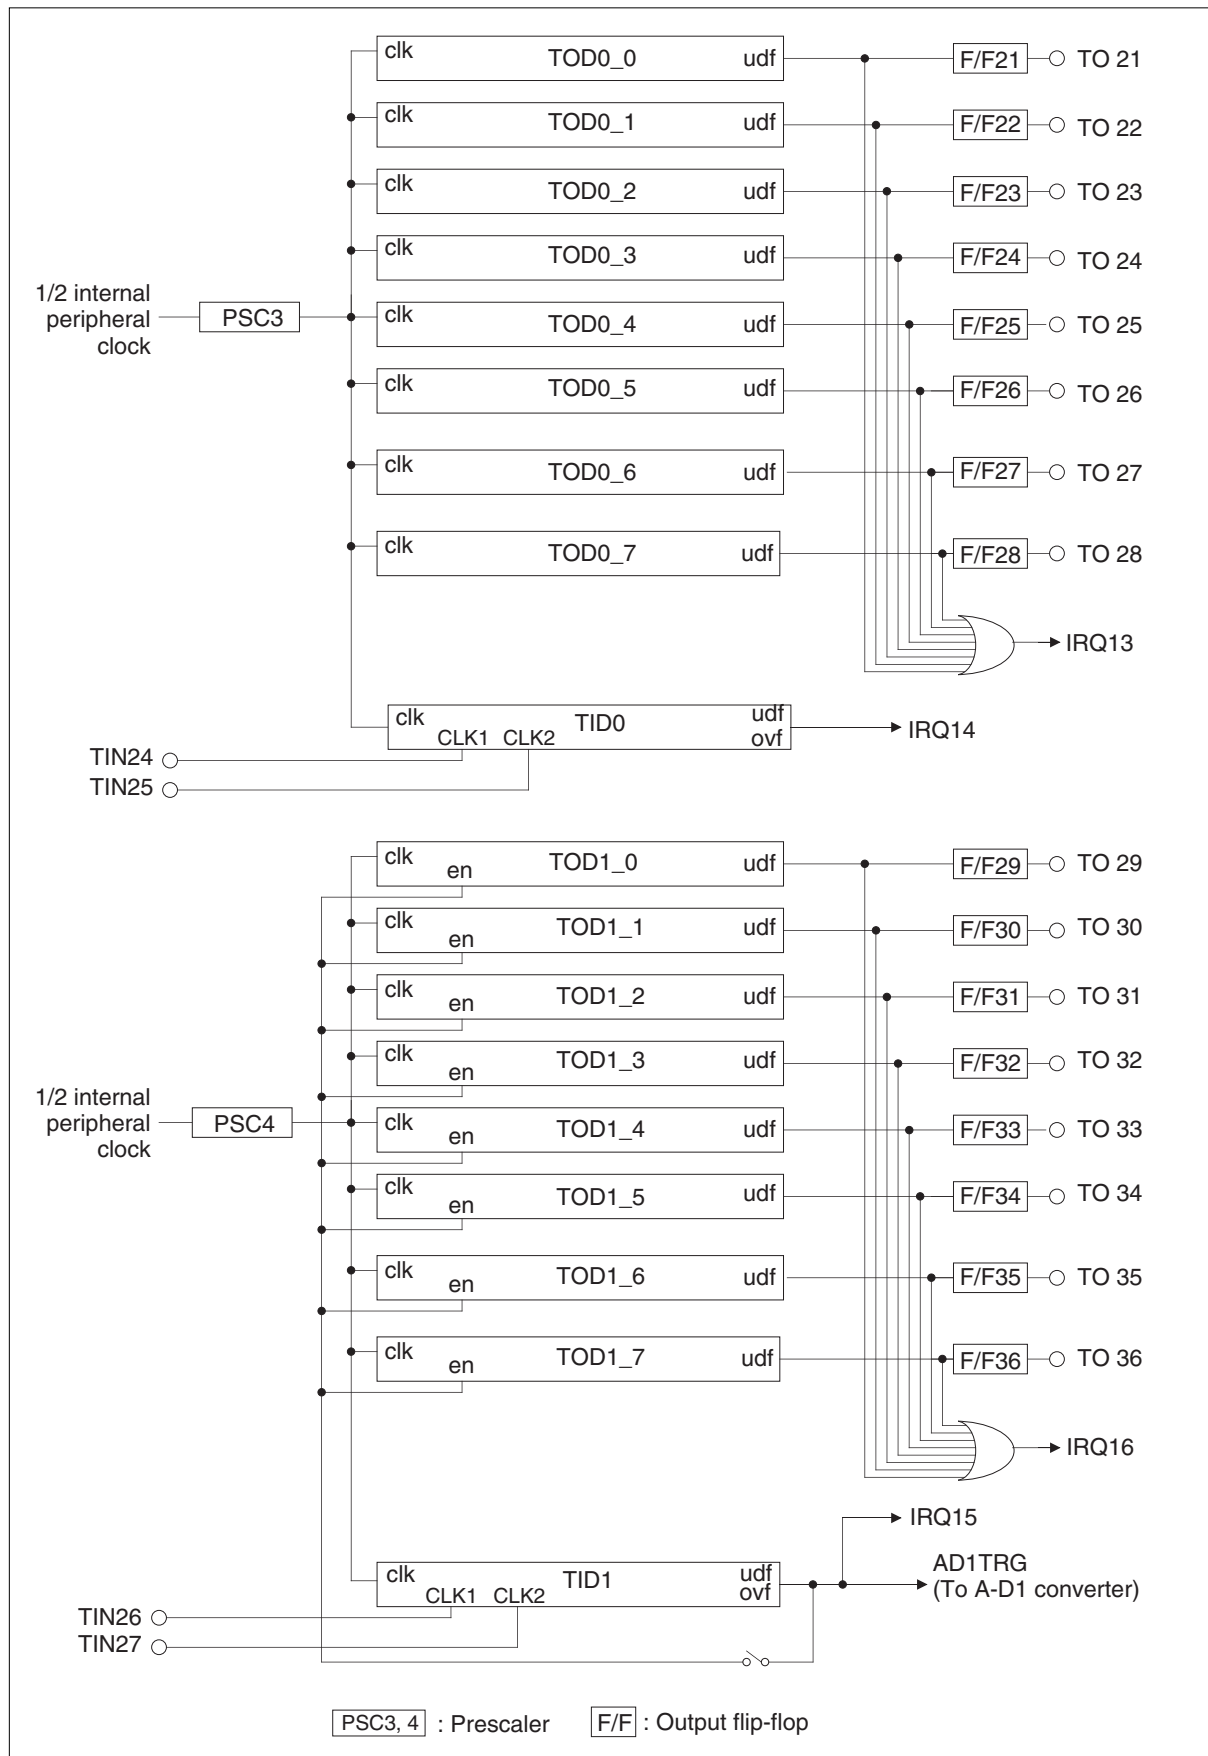 clk TOD0_0 udf F/F21 TO 21
clk TOD0_1 udf F/F22 TO 22
clk TOD0_2 udf F/F23 TO 23
clk TOD0_3 udf F/F24 TO 24
1/2 internal
peripheral
clock
PSC3
clk TOD0_4 udf F/F25 TO 25
clk TOD0_5 udf F/F26 TO 26
clk TOD0_6 udf F/F27 TO 27
clk TOD0_7 udf F/F28 TO 28
IRQ13
clk TID0 udf
CLK1 CLK2 ovf
IRQ14
TIN24
TIN25
clk TOD1_0 udf F/F29 TO 29
en
clk TOD1_1 udf F/F30 TO 30
en
clk TOD1_2 udf F/F31 TO 31
en
clk TOD1_3 udf F/F32 TO 32
en
1/2 internal
peripheral
clock
PSC4
clk TOD1_4 udf F/F33 TO 33
en
clk TOD1_5 udf F/F34 TO 34
en
clk TOD1_6 udf F/F35 TO 35
en
clk TOD1_7 udf F/F36 TO 36
en
IRQ16
IRQ15
clk TID1 udf
CLK1 CLK2 ovf
AD1TRG
(To A-D1 converter)
TIN26
TIN27
PSC3, 4 : Prescaler F/F : Output flip-flop